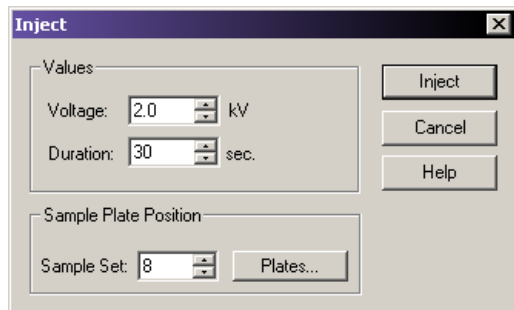 Inject
Values
Voltage: 2.0 kV
Duration: 30 sec.
Inject
Cancel
Help
Sample Plate Position
Sample Set: 8 Plates...